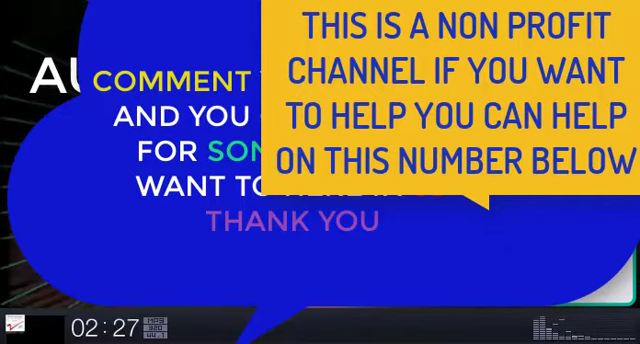 THIS IS A NON PROFIT
CHANNEL IF YOU WANT
TO HELP YOU CAN HELP
ON THIS NUMBER BELOW
AU
COMMENT
AND YOU
FOR SON
WANT TO
THANK YOU
02:27
MP3